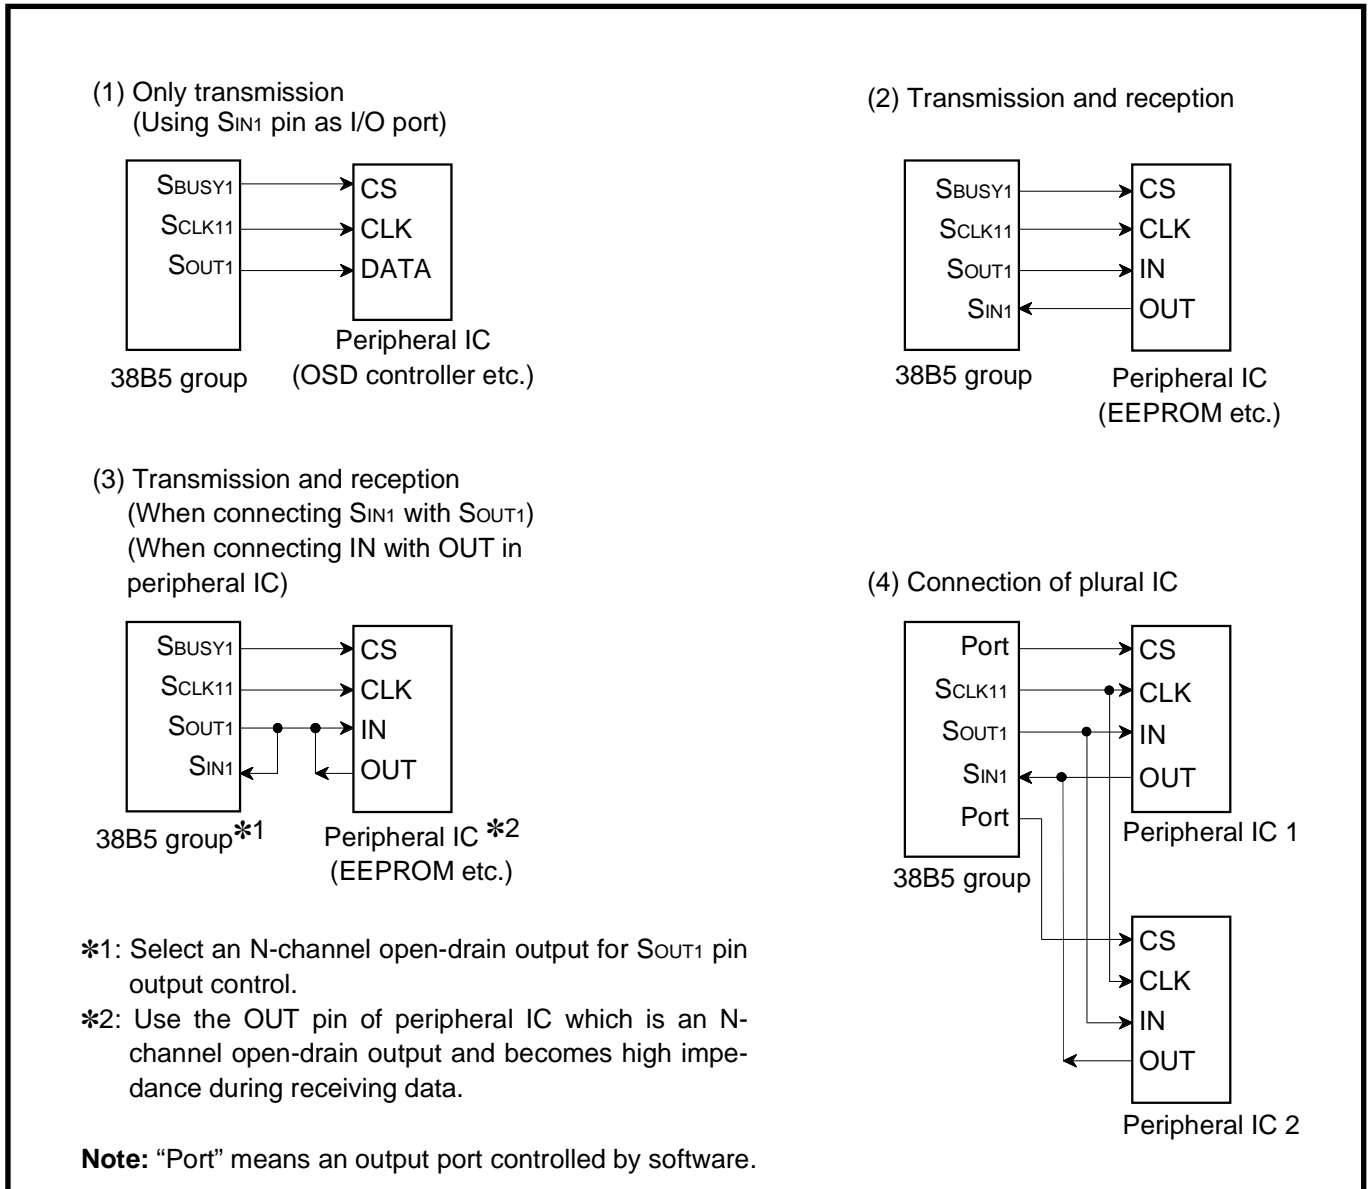 (1) Only transmission
(Using SIN1 pin as I/O port)
SBUSY1
SCLK11
SOUT1
CS
CLK
DATA
38B5 group
Peripheral IC
(OSD controller etc.)
(2) Transmission and reception
SBUSY1
SCLK11
SOUT1
SIN1
CS
CLK
IN
OUT
38B5 group
Peripheral IC
(EEPROM etc.)
(3) Transmission and reception
(When connecting SIN1 with SOUT1)
(When connecting IN with OUT in
peripheral IC)
SBUSY1
SCLK11
SOUT1
SIN1
CS
CLK
IN
OUT
38B5 group✽1
Peripheral IC ✽2
(EEPROM etc.)
(4) Connection of plural IC
Port
SCLK11
SOUT1
SIN1
Port
CS
CLK
IN
OUT
38B5 group
Peripheral IC 1
CS
CLK
IN
OUT
Peripheral IC 2
✽1: Select an N-channel open-drain output for SOUT1 pin
output control.
✽2: Use the OUT pin of peripheral IC which is an N-
channel open-drain output and becomes high impe-
dance during receiving data.
Note: “Port” means an output port controlled by software.